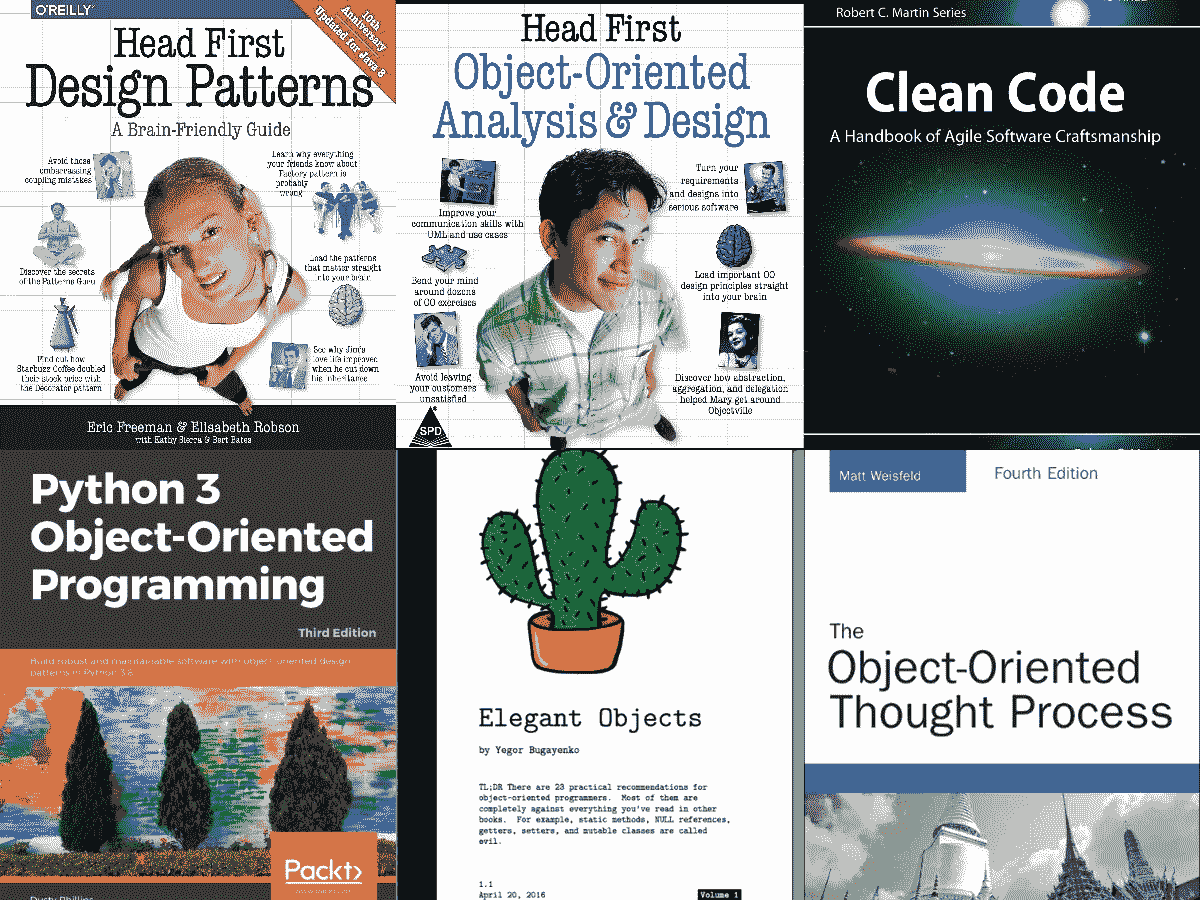 O'REILLY®
10th
Anniversary
Updated for Java 8
Head First
Design Patterns
A Brain-Friendly Guide
Avoid those
embarrassing
coupling mistakes
Learn why everything
your friends know about
Factory pattern is
probably
wrong
Discover the secrets
of the Patterns Guru
Load the patterns
that matter straight
into your brain
Find out how
Starbuzz Coffee doubled
their stock price with
the Decorator pattern
See why Jim's
love life improved
when he cut down
his inheritance
Eric Freeman & Elisabeth Robson
with Kathy Sierra & Bert Bates
Head First
Object-Oriented
Analysis & Design
Improve your
communication skills with
UML and use cases
Turn your
requirements
and designs into
serious software
Bend your mind
around dozens
of OO exercises
Load important OO
design principles straight
into your brain
Avoid leaving
your customers
unsatisfied
Discover how abstraction,
aggregation, and delegation
helped Mary get around
Objectville
SPD
Robert C. Martin Series
Clean Code
A Handbook of Agile Software Craftsmanship
Python 3
Object-Oriented
Programming
Third Edition
Build robust and maintainable software with object-oriented design
patterns in Python 3.8
Packt>
Dusty Phillips
Elegant Objects
by Yegor Bugayenko
TL;DR There are 23 practical recommendations for
object-oriented programmers. Most of them are
completely against everything you've read in other
books. For example, static methods, NULL references,
getters, setters, and mutable classes are called
evil.
1.1
April 20, 2016
Volume 1
Matt Weisfeld
Fourth Edition
The
Object-Oriented
Thought Process